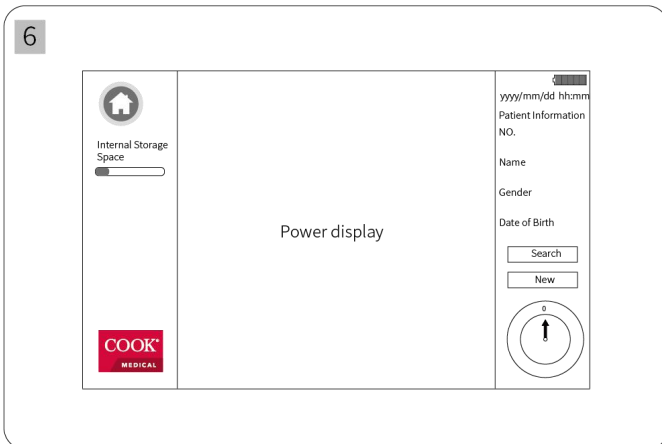 6
Internal Storage
Space
COOK®
MEDICAL
Power display
yyyy/mm/dd hh:mm
Patient Information
NO.
Name
Gender
Date of Birth
Search
New
0